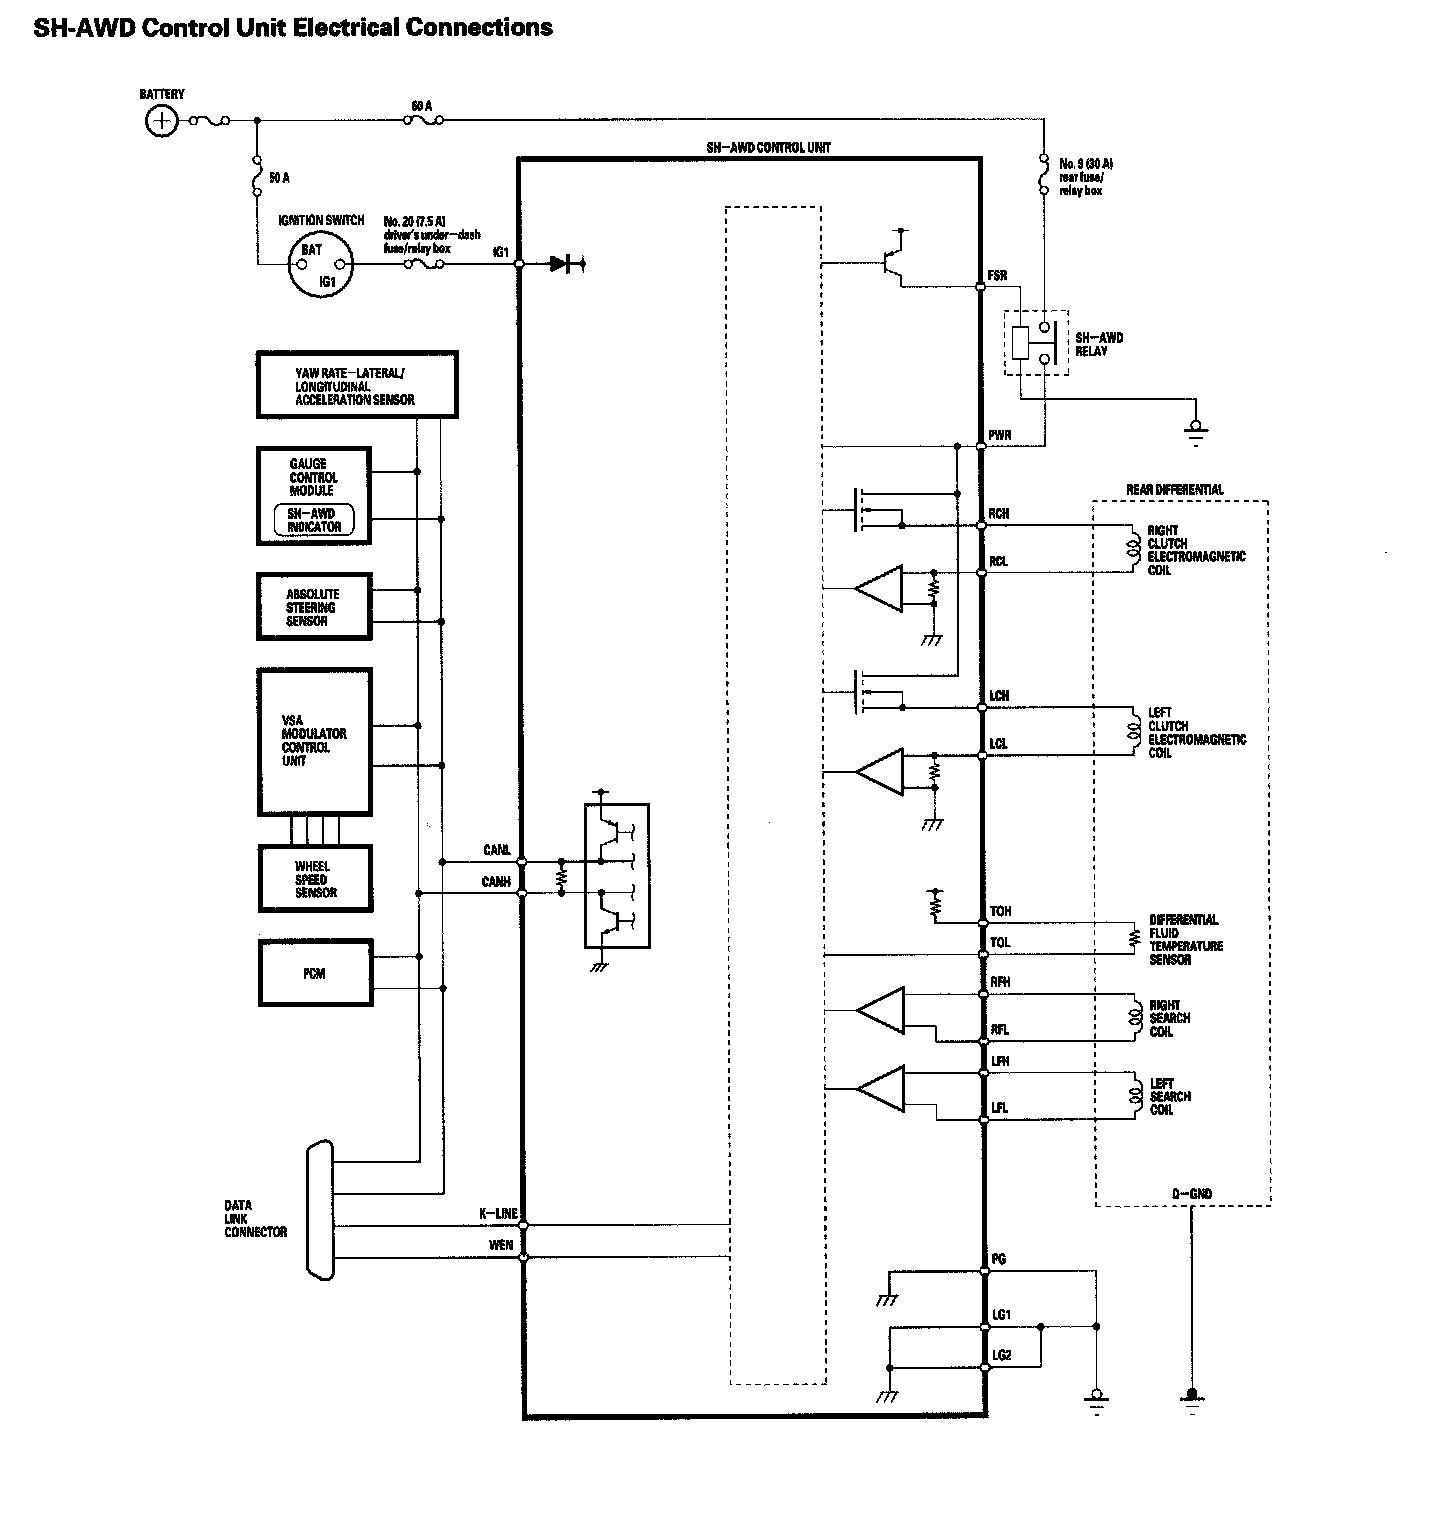 SH-AWD Control Unit Electrical Connections
BATTERY
60 A
SH-AWD CONTROL UNIT
No. 9 (30 A)
rear fuse/
relay box
50 A
IGNITION SWITCH
BAT
IG1
No. 20 (7.5 A)
driver's under-dash
fuse/relay box
IG1
FSR
SH-AWD
RELAY
YAW RATE-LATERAL/
LONGITUDINAL
ACCELERATION SENSOR
PWR
GAUGE
CONTROL
MODULE
SH-AWD
INDICATOR
REAR DIFFERENTIAL
RCH
RCL
RIGHT
CLUTCH
ELECTROMAGNETIC
COIL
ABSOLUTE
STEERING
SENSOR
LCH
LCL
LEFT
CLUTCH
ELECTROMAGNETIC
COIL
VSA
MODULATOR
CONTROL
UNIT
CANL
CANH
WHEEL
SPEED
SENSOR
TOH
TOL
DIFFERENTIAL
FLUID
TEMPERATURE
SENSOR
PCM
RFH
RFL
RIGHT
SEARCH
COIL
LFH
LFL
LEFT
SEARCH
COIL
D-GND
DATA
LINK
CONNECTOR
K-LINE
WEN
PG
LG1
LG2